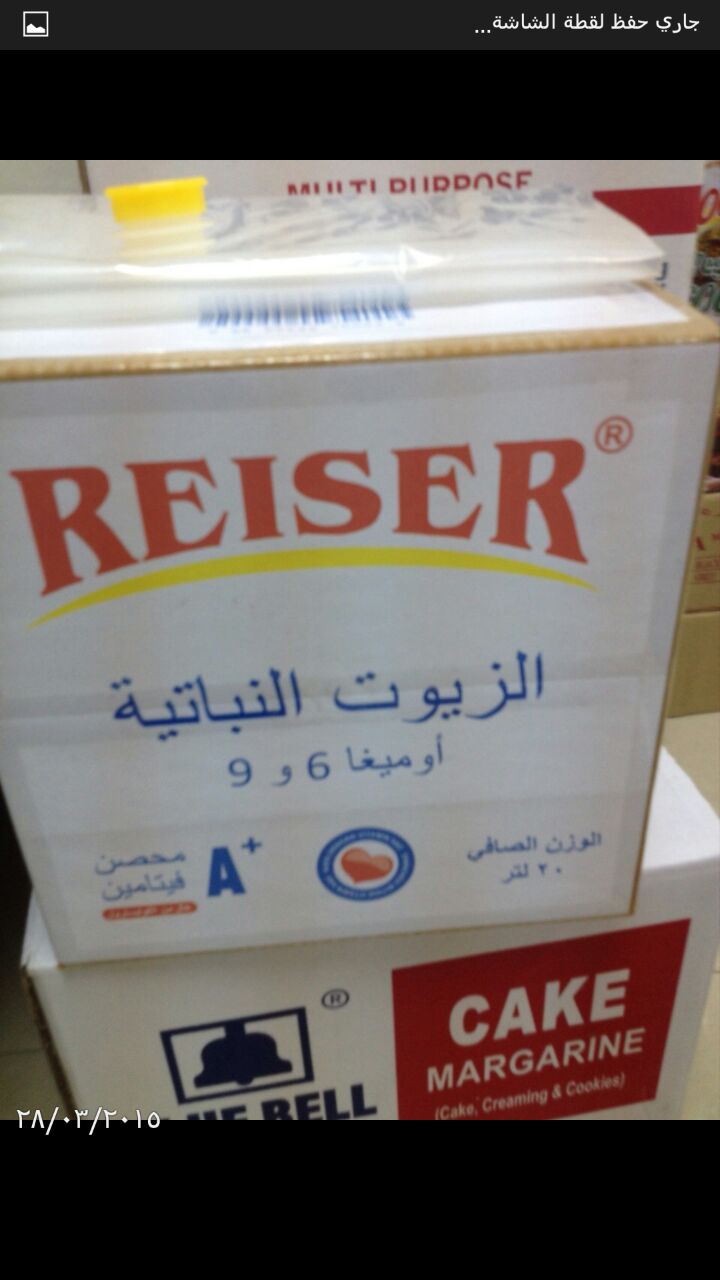 جاري حفظ لقطة الشاشة...
MULTI PURPOSE
REISER®
الزيوت النباتية
أوميغا 6 و 9
الوزن الصافي
٢٠ لتر
A+
محصن
فيتامين
®
BELL
CAKE
MARGARINE
(Cake, Creaming & Cookies)
٢٨/٠٣/٢٠١٥